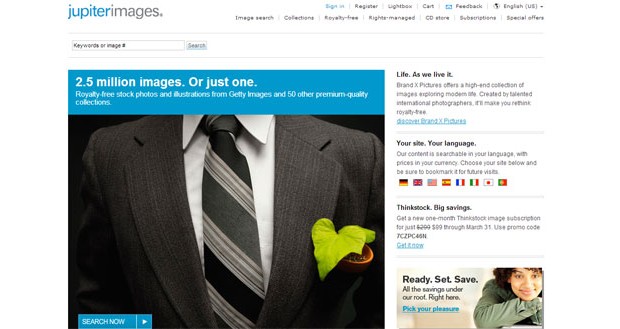 jupiterimages.
Sign in | Register | Lightbox | Cart | Feedback | English (US)
Image search | Collections | Royalty-free | Rights-managed | CD store | Subscriptions | Special offers
Keywords or image # Search
2.5 million images. Or just one.
Royalty-free stock photos and illustrations from Getty Images and 50 other premium-quality
collections.
SEARCH NOW
Life. As we live it.
Brand X Pictures offers a high-end collection of
images exploring modern life. Created by talented
international photographers, it'll make you rethink
royalty-free.
discover Brand X Pictures
Your site. Your language.
Our content is searchable in your language, with
prices in your currency. Choose your site below and
be sure to bookmark it for future visits.
Thinkstock. Big savings.
Get a new one-month Thinkstock image subscription
for just $299 $89 through March 31. Use promo code
7CZPC46N.
Get it now
Ready. Set. Save.
All the savings under
our roof. Right here.
Pick your pleasure